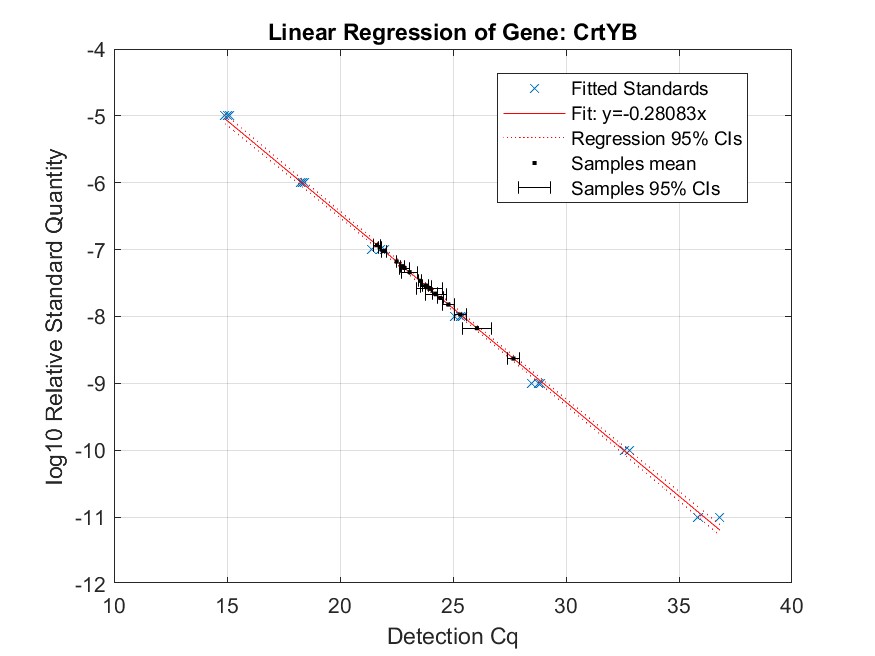 Linear Regression of Gene: CrtYB
-4
-5
-6
-7
-8
-9
-10
-11
-12
log10 Relative Standard Quantity
Fitted Standards
Fit: y=-0.28083x
Regression 95% CIs
Samples mean
Samples 95% CIs
10 15 20 25 30 35 40
Detection Cq